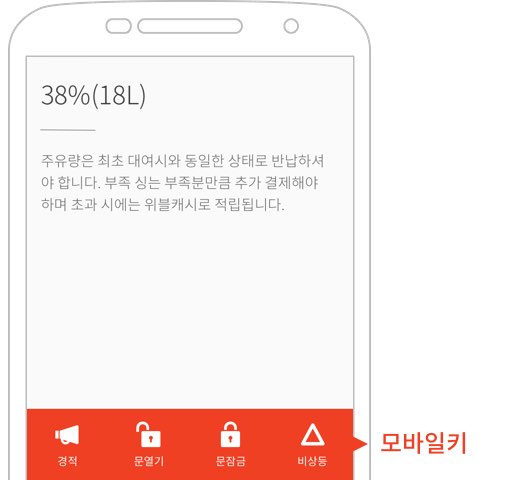 38%(18L)
주유량은 최초 대여시와 동일한 상태로 반납하셔
야 합니다. 부족 싱는 부족분만큼 추가 결제해야
하며 초과 시에는 위블캐시로 적립됩니다.
경적
문열기
문잠금
비상등
모바일키